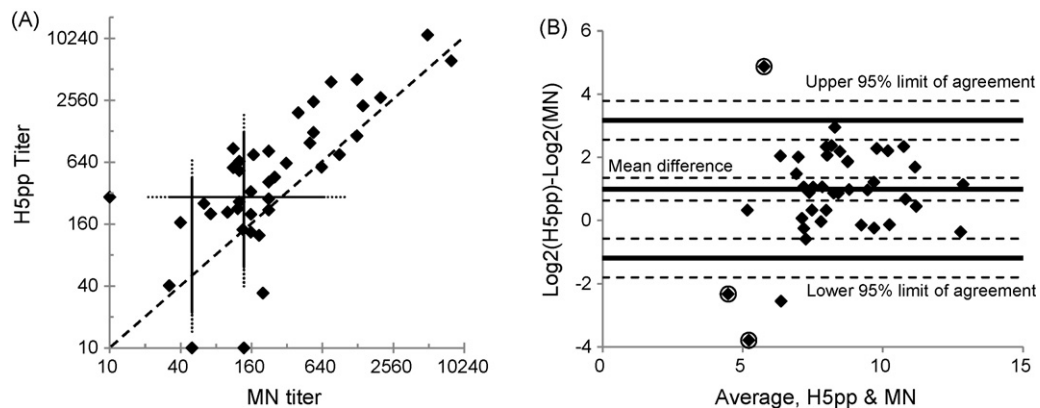 (A)
H5pp Titer
10240
2560
640
160
40
10
10 40 160 640 2560 10240
MN titer
(B)
Log2(H5pp)-Log2(MN)
6
4
2
0
-2
-4
Upper 95% limit of agreement
Mean difference
Lower 95% limit of agreement
0 5 10 15
Average, H5pp & MN